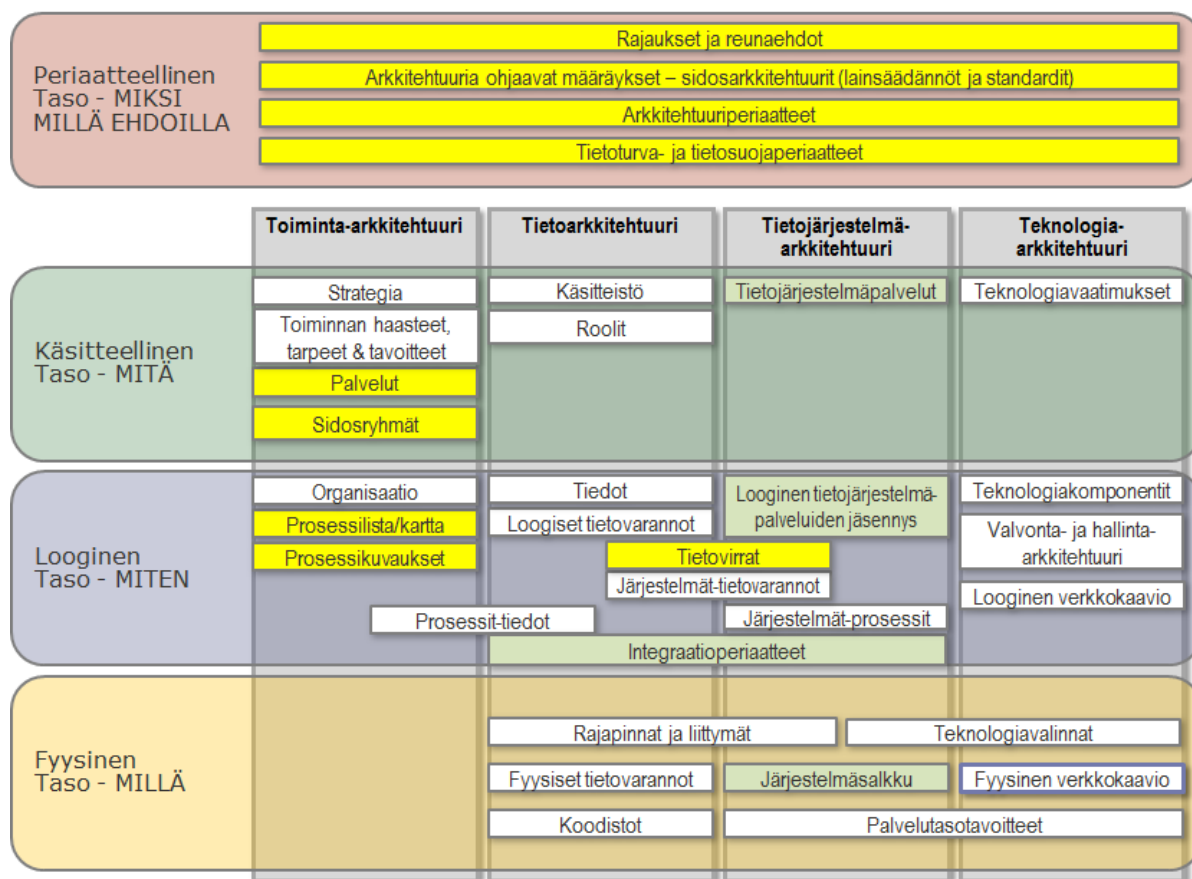 Periaatteellinen
Taso - MIKSI
MILLÄ EHDOILLA
Rajaukset ja reunaehdot
Arkkitehtuuria ohjaavat määräykset – sidosarkkitehtuurit (lainsäädännöt ja standardit)
Arkkitehtuuriperiaatteet
Tietoturva- ja tietosuojaperiaatteet
Toiminta-arkkitehtuuri
Tietoarkkitehtuuri
Tietojärjestelmä-
arkkitehtuuri
Teknologia-
arkkitehtuuri
Käsitteellinen
Taso - MITÄ
Strategia
Toiminnan haasteet,
tarpeet & tavoitteet
Palvelut
Sidosryhmät
Käsitteistö
Roolit
Tietojärjestelmäpalvelut
Teknologiavaatimukset
Looginen
Taso - MITEN
Organisaatio
Prosessilista/kartta
Prosessikuvaukset
Tiedot
Loogiset tietovarannot
Looginen tietojärjestelmä-
palveluiden jäsennys
Tietovirrat
Järjestelmät-tietovarannot
Prosessit-tiedot
Järjestelmät-prosessit
Integraatioperiaatteet
Teknologiakomponentit
Valvonta- ja hallinta-
arkkitehtuuri
Looginen verkkokaavio
Fyysinen
Taso - MILLÄ
Rajapinnat ja liittymät
Teknologiavalinnat
Fyysiset tietovarannot
Järjestelmäsalkku
Fyysinen verkkokaavio
Koodistot
Palvelutasotavoitteet